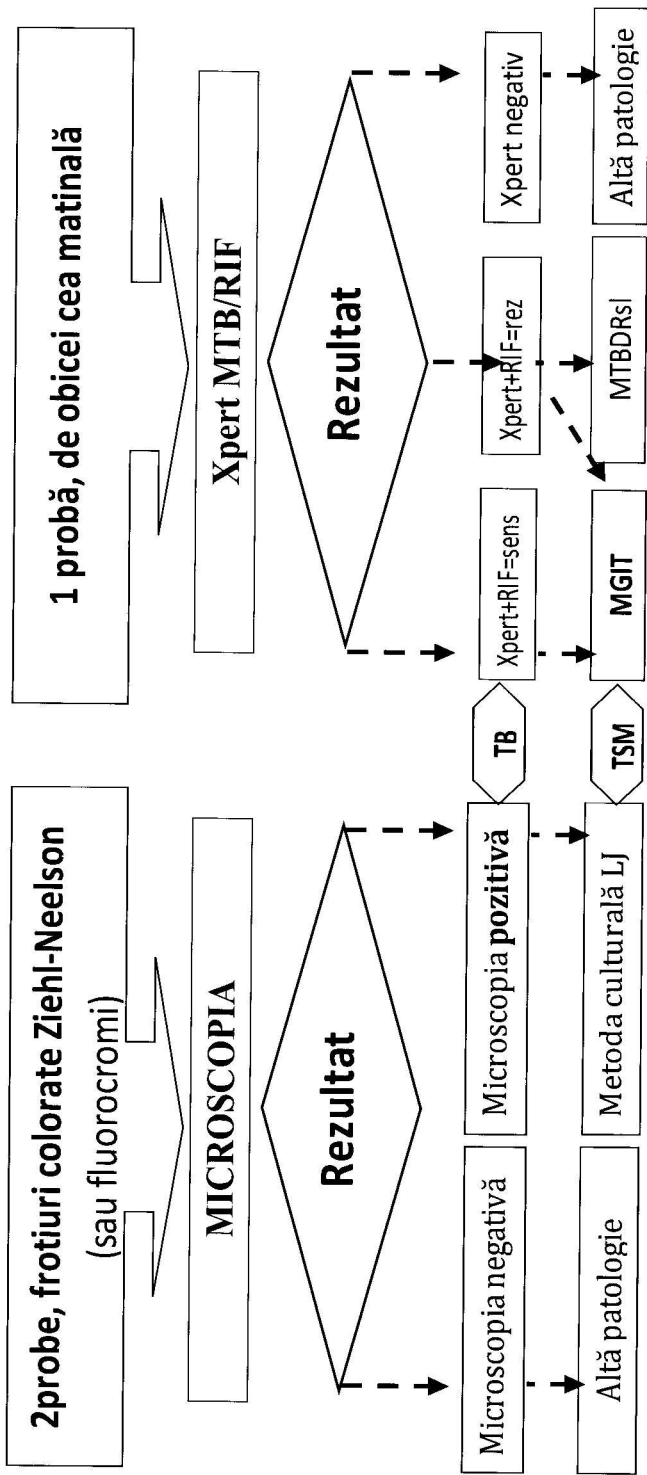 2probe, frotiuri colorate Ziehl-Neelson
(sau fluorocromi)
MICROSCOPIA
Rezultat
Microscopia negativă
Microscopia pozitivă
Altă patologie
Metoda culturală LJ
TB
TSM
1 probă, de obicei cea matinală
Xpert MTB/RIF
Rezultat
Xpert+RIF=sens
Xpert+RIF=rez
Xpert negativ
MGIT
MTBDRsl
Altă patologie